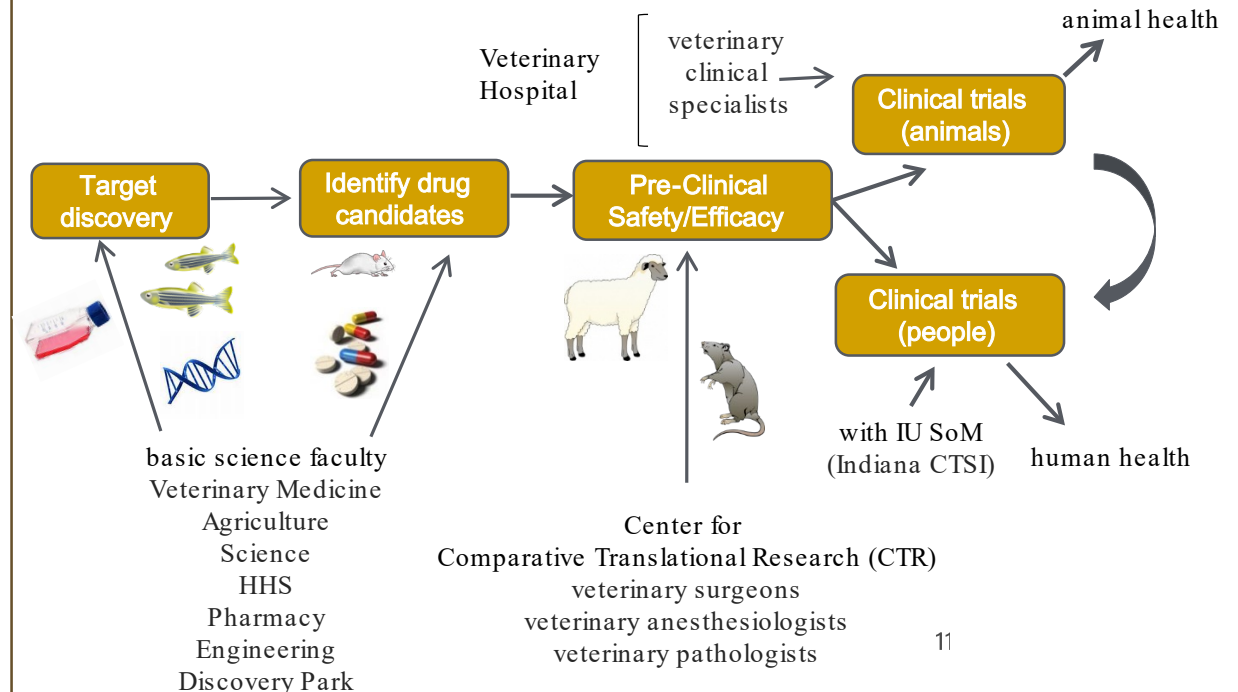 animal health
Veterinary
Hospital
veterinary
clinical
specialists
Clinical trials
(animals)
Target
discovery
Identify drug
candidates
Pre-Clinical
Safety/Efficacy
Clinical trials
(people)
with IU SoM
(Indiana CTSI)
human health
basic science faculty
Veterinary Medicine
Agriculture
Science
HHS
Pharmacy
Engineering
Discovery Park
Center for
Comparative Translational Research (CTR)
veterinary surgeons
veterinary anesthesiologists
veterinary pathologists
11